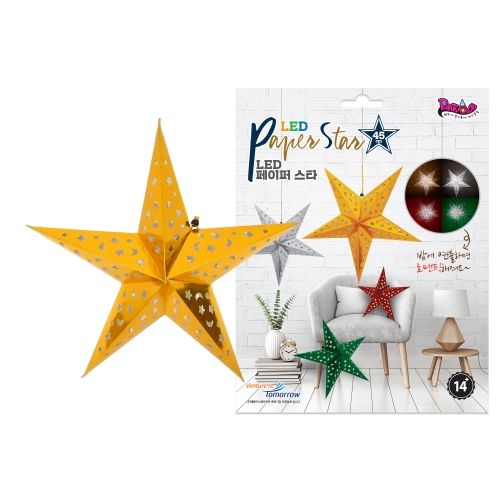 LED
Paper Star
45
LED
페이퍼 스타
밤에 연출하면
로맨틱해져요~
Venture to
Tomorrow
14+